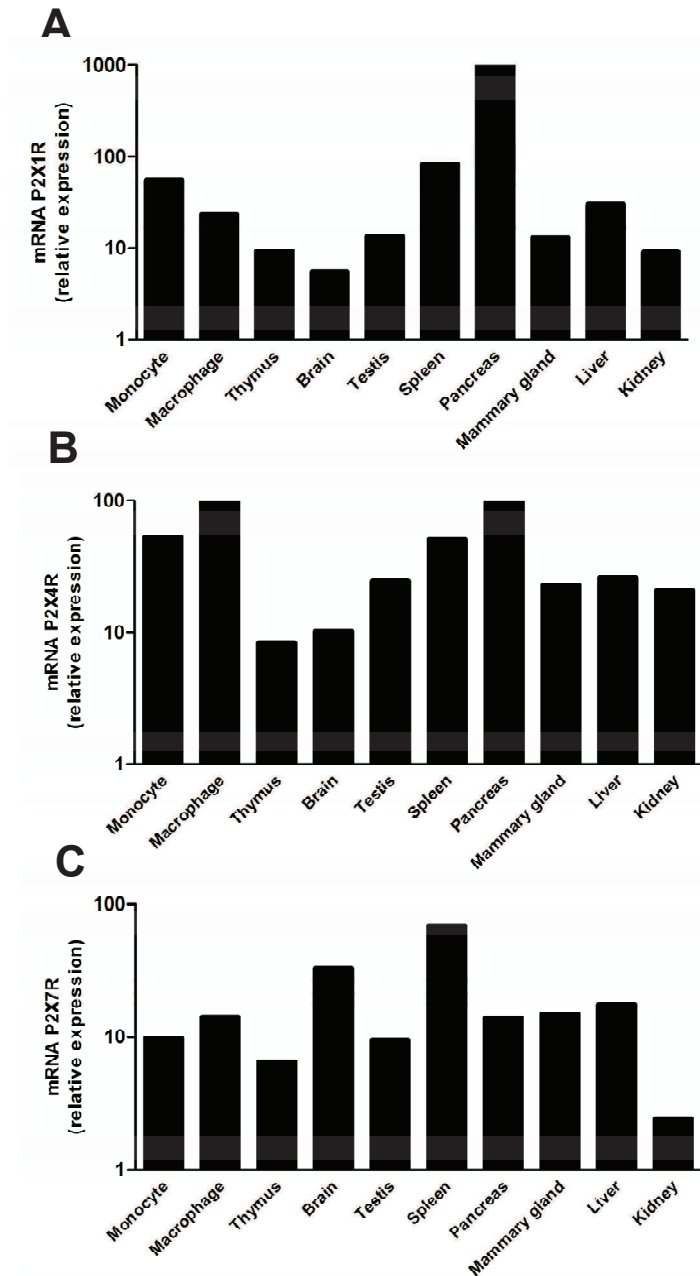 A
mRNA P2X1R
(relative expression)
1000
100
10
1
Monocyte
Macrophage
Thymus
Brain
Testis
Spleen
Pancreas
Mammary gland
Liver
Kidney
B
mRNA P2X4R
(relative expression)
100
10
1
Monocyte
Macrophage
Thymus
Brain
Testis
Spleen
Pancreas
Mammary gland
Liver
Kidney
C
mRNA P2X7R
(relative expression)
100
10
1
Monocyte
Macrophage
Thymus
Brain
Testis
Spleen
Pancreas
Mammary gland
Liver
Kidney